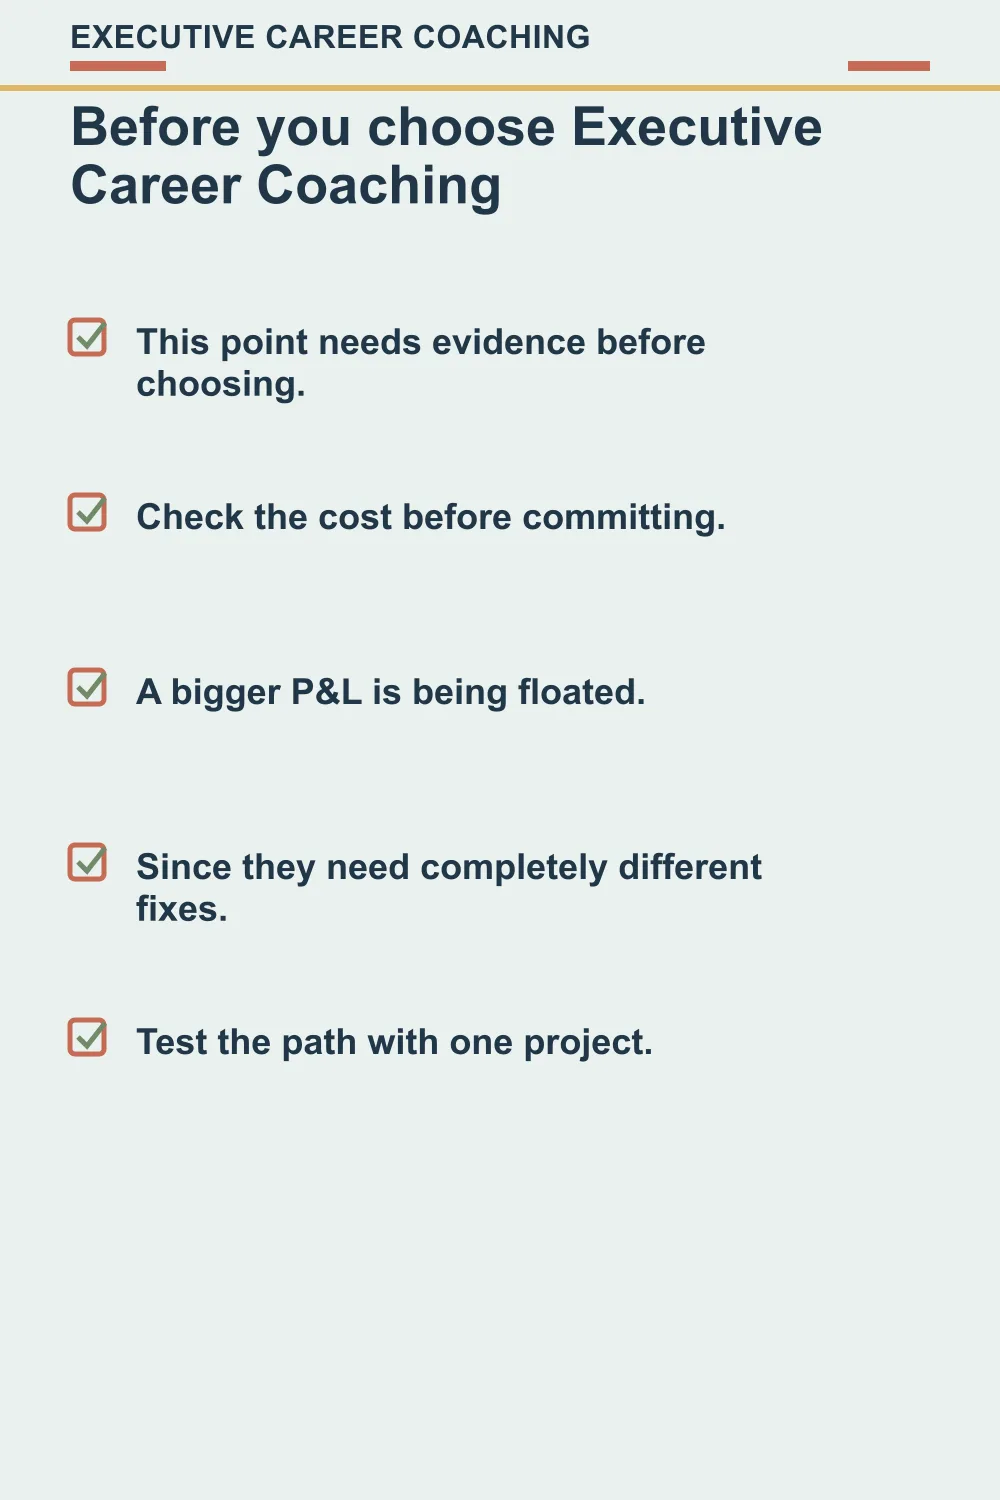 EXECUTIVE CAREER COACHING
Before you choose Executive
Career Coaching
This point needs evidence before
choosing.
Check the cost before committing.
A bigger P&L is being floated.
Since they need completely different
fixes.
Test the path with one project.